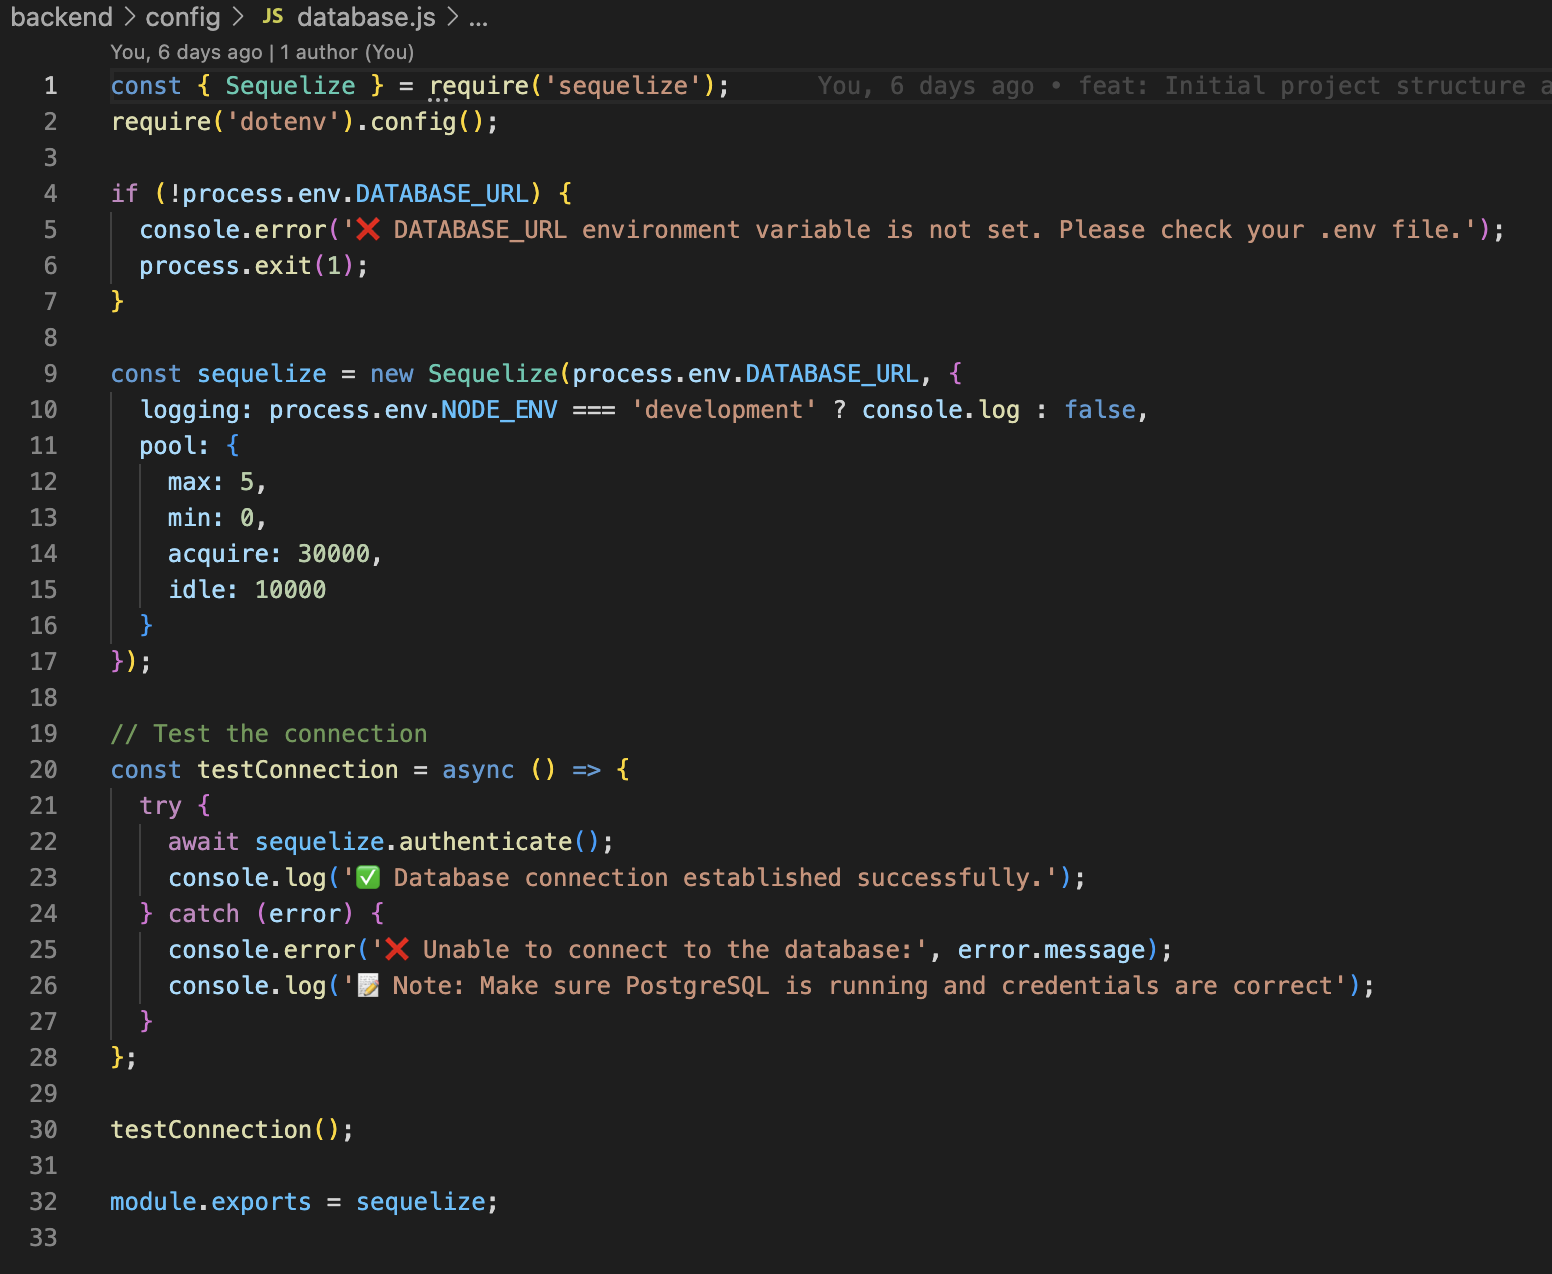 backend > config > JS database.js > ...
You, 6 days ago | 1 author (You)
1 const { Sequelize } = require('sequelize'); You, 6 days ago • feat: Initial project structure a
2 require('dotenv').config();
3
4 if (!process.env.DATABASE_URL) {
5   console.error('❌ DATABASE_URL environment variable is not set. Please check your .env file.');
6   process.exit(1);
7 }
8
9 const sequelize = new Sequelize(process.env.DATABASE_URL, {
10   logging: process.env.NODE_ENV === 'development' ? console.log : false,
11   pool: {
12     max: 5,
13     min: 0,
14     acquire: 30000,
15     idle: 10000
16   }
17 });
18
19 // Test the connection
20 const testConnection = async () => {
21   try {
22     await sequelize.authenticate();
23     console.log('✅ Database connection established successfully.');
24   } catch (error) {
25     console.error('❌ Unable to connect to the database:', error.message);
26     console.log('📝 Note: Make sure PostgreSQL is running and credentials are correct');
27   }
28 };
29
30 testConnection();
31
32 module.exports = sequelize;
33